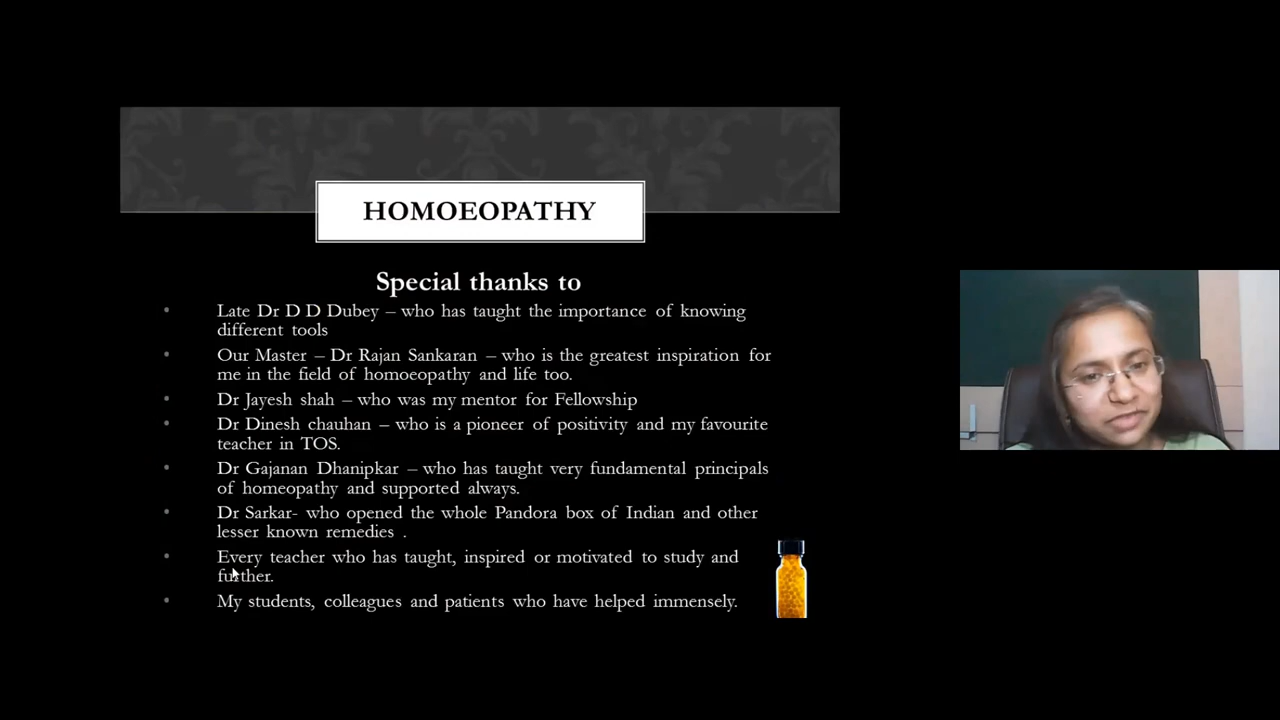 HOMOEOPATHY
Special thanks to
• Late Dr D D Dubey – who has taught the importance of knowing
different tools
• Our Master – Dr Rajan Sankaran – who is the greatest inspiration for
me in the field of homoeopathy and life too.
• Dr Jayesh shah – who was my mentor for Fellowship
• Dr Dinesh chauhan – who is a pioneer of positivity and my favourite
teacher in TOS.
• Dr Gajanan Dhanipkar – who has taught very fundamental principals
of homeopathy and supported always.
• Dr Sarkar- who opened the whole Pandora box of Indian and other
lesser known remedies .
• Every teacher who has taught, inspired or motivated to study and
further.
• My students, colleagues and patients who have helped immensely.